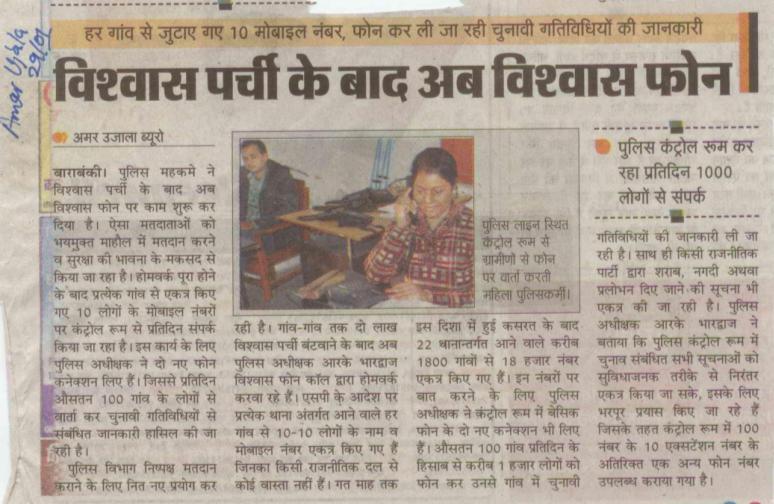 Amar Ujala
29/01
हर गांव से जुटाए गए 10 मोबाइल नंबर, फोन कर ली जा रही चुनावी गतिविधियों की जानकारी
विश्वास पर्ची के बाद अब विश्वास फोन
अमर उजाला ब्यूरो
बाराबंकी। पुलिस महकमे ने
विश्वास पर्ची के बाद अब
विश्वास फोन पर काम शुरू कर
दिया है। ऐसा मतदाताओं को
भयमुक्त माहौल में मतदान करने
व सुरक्षा की भावना के मकसद से
किया जा रहा है। होमवर्क पूरा होने
के बाद प्रत्येक गांव से एकत्र किए
गए 10 लोगों के मोबाइल नंबरों
पर कंट्रोल रूम से प्रतिदिन संपर्क
किया जा रहा है। इस कार्य के लिए
पुलिस अधीक्षक ने दो नए फोन
कनेक्शन लिए हैं। जिससे प्रतिदिन
औसतन 100 गांव के लोगों से
वार्ता कर चुनावी गतिविधियों से
संबंधित जानकारी हासिल की जा
रही है।
पुलिस विभाग निष्पक्ष मतदान
कराने के लिए नित नए प्रयोग कर
पुलिस लाइन स्थित
कंट्रोल रूम से
ग्रामीणों से फोन
पर वार्ता करती
महिला पुलिसकर्मी।
रही है। गांव-गांव तक दो लाख
विश्वास पर्ची बंटवाने के बाद अब
पुलिस अधीक्षक आरके भारद्वाज
विश्वास फोन कॉल द्वारा होमवर्क
करवा रहे हैं। एसपी के आदेश पर
प्रत्येक थाना अंतर्गत आने वाले हर
गांव से 10-10 लोगों के नाम व
मोबाइल नंबर एकत्र किए गए हैं
जिनका किसी राजनीतिक दल से
कोई वास्ता नहीं हैं। गत माह तक
इस दिशा में हुई कसरत के बाद
22 थानान्तर्गत आने वाले करीब
1800 गांवों से 18 हजार नंबर
एकत्र किए गए हैं। इन नंबरों पर
बात करने के लिए पुलिस
अधीक्षक ने कंट्रोल रूम में बेसिक
फोन के दो नए कनेक्शन भी लिए
हैं। औसतन 100 गांव प्रतिदिन के
हिसाब से करीब 1 हजार लोगों को
फोन कर उनसे गांव में चुनावी
पुलिस कंट्रोल रूम कर
रहा प्रतिदिन 1000
लोगों से संपर्क
गतिविधियों की जानकारी ली जा
रही है। साथ ही किसी राजनीतिक
पार्टी द्वारा शराब, नगदी अथवा
प्रलोभन दिए जाने की सूचना भी
एकत्र की जा रही है। पुलिस
अधीक्षक आरके भारद्वाज ने
बताया कि पुलिस कंट्रोल रूम में
चुनाव संबंधित सभी सूचनाओं को
सुविधाजनक तरीके से निरंतर
एकत्र किया जा सके, इसके लिए
भरपूर प्रयास किए जा रहे हैं
जिसके तहत कंट्रोल रूम में 100
नंबर के 10 एक्सटेंशन नंबर के
अतिरिक्त एक अन्य फोन नंबर
उपलब्ध कराया गया है।